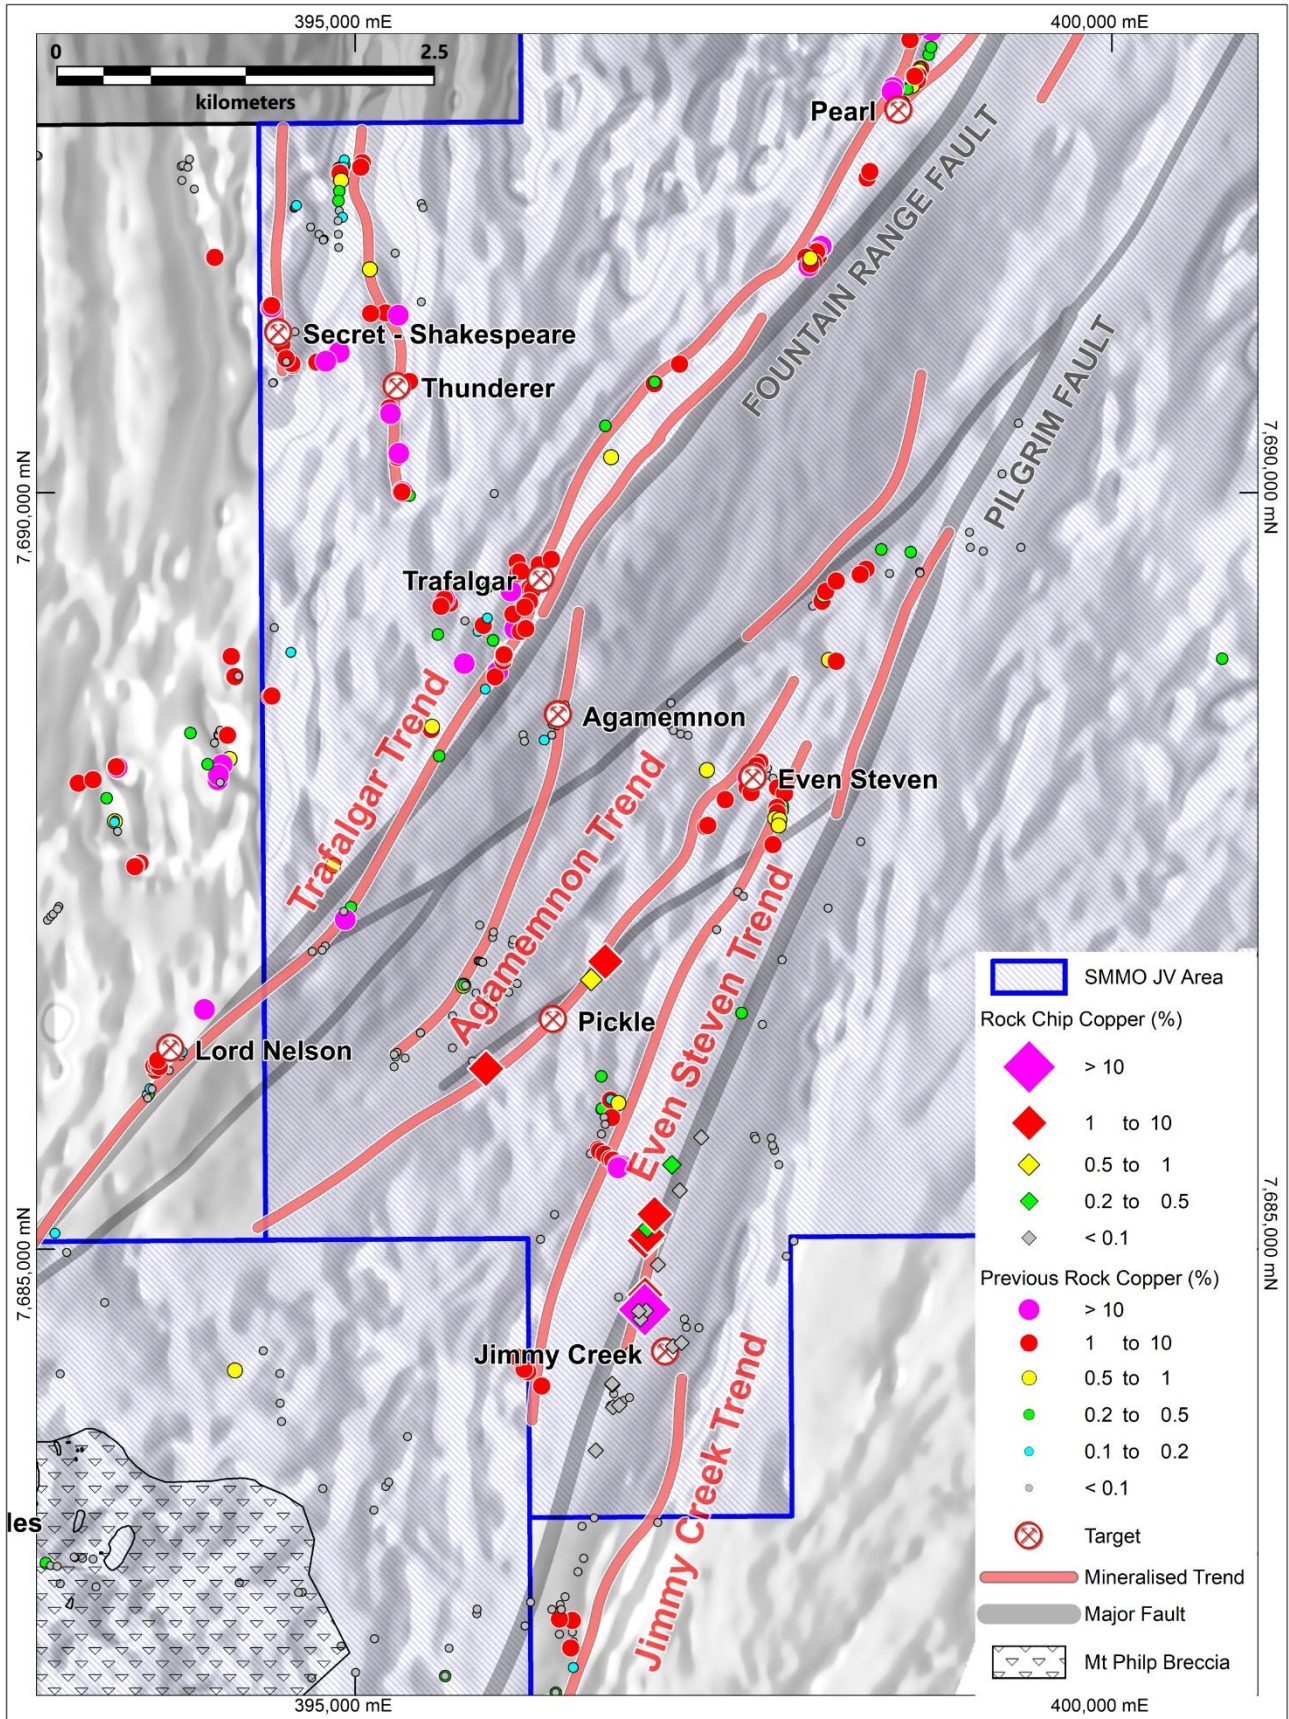 395,000 mE
400,000 mE
0
2.5
kilometers
Pearl
FOUNTAIN RANGE FAULT
Secret - Shakespeare
Thunderer
PILGRIM FAULT
7,690,000 mN
7,690,000 mN
Trafalgar
Trafalgar Trend
Agamemnon
Agamemnon Trend
Even Steven
Even Steven Trend
Pickle
Lord Nelson
7,685,000 mN
7,685,000 mN
Jimmy Creek
Jimmy Creek Trend
les
SMMO JV Area
Rock Chip Copper (%)
> 10
1 to 10
0.5 to 1
0.2 to 0.5
< 0.1
Previous Rock Copper (%)
> 10
1 to 10
0.5 to 1
0.2 to 0.5
0.1 to 0.2
< 0.1
Target
Mineralised Trend
Major Fault
Mt Philp Breccia
395,000 mE
400,000 mE